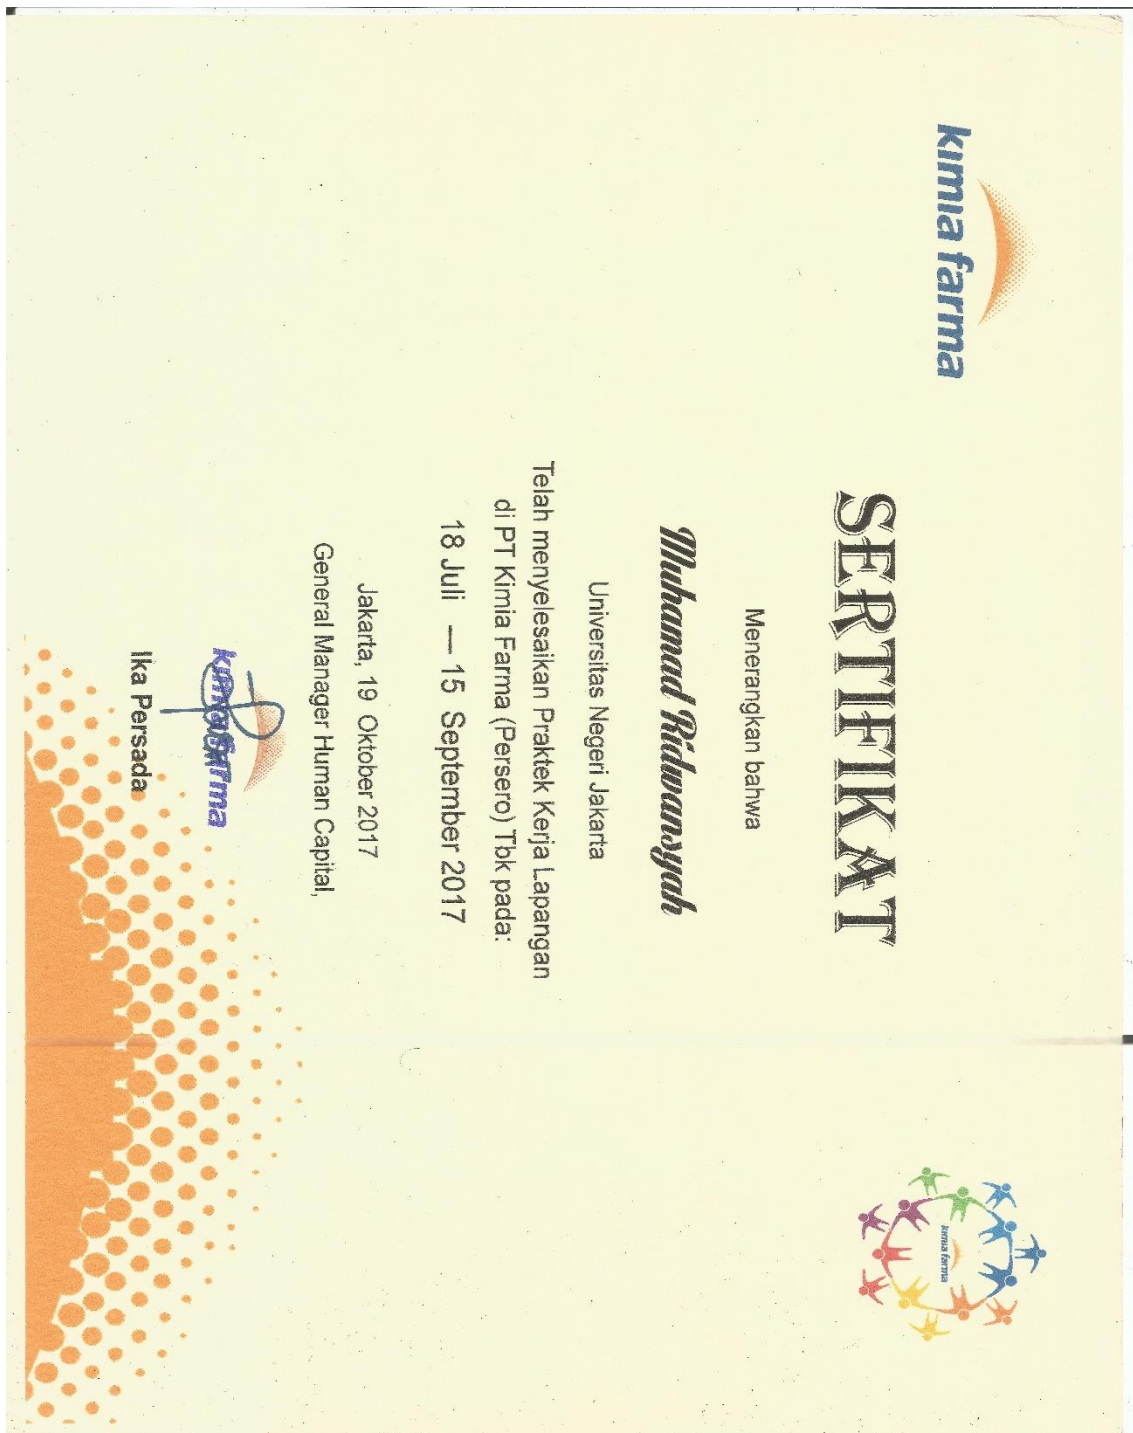 kimia farma
kimia farma
SERTIFIKAT
Menerangkan bahwa
Muhamad Ridwansyah
Universitas Negeri Jakarta
Telah menyelesaikan Praktek Kerja Lapangan
di PT Kimia Farma (Persero) Tbk pada:
18 Juli — 15 September 2017
Jakarta, 19 Oktober 2017
General Manager Human Capital,
kimia farma
Ika Persada